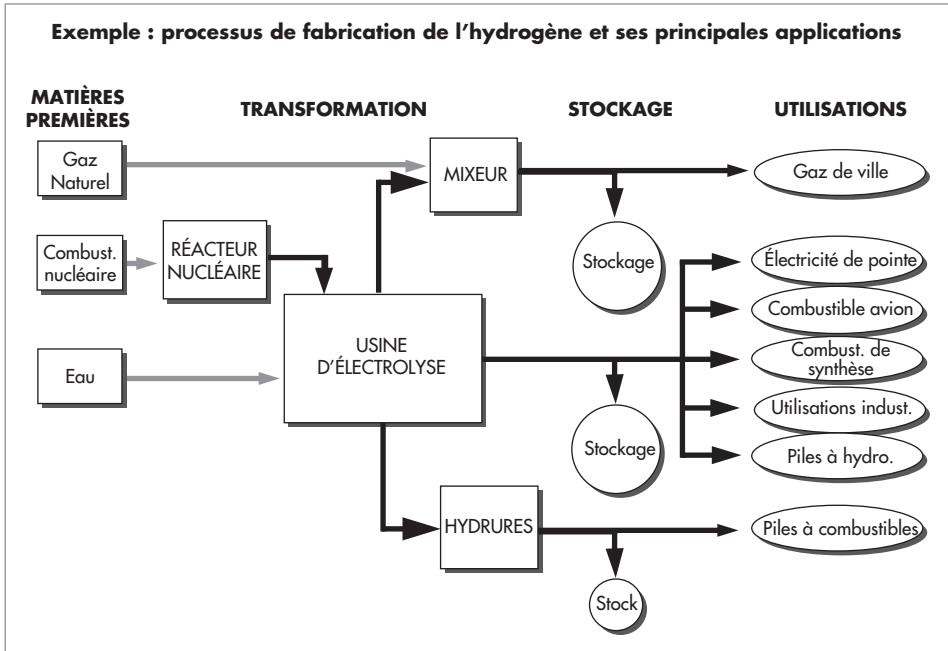 Exemple : processus de fabrication de l'hydrogène et ses principales applications
MATIÈRES
PREMIÈRES
TRANSFORMATION
STOCKAGE
UTILISATIONS
Gaz
Naturel
MIXEUR
Gaz de ville
Combust.
nucléaire
RÉACTEUR
NUCLÉAIRE
Stockage
Électricité de pointe
Combustible avion
Eau
USINE
D'ÉLECTROLYSE
Combust. de
synthèse
Utilisations indust.
Stockage
Piles à hydro.
HYDRURES
Piles à combustibles
Stock